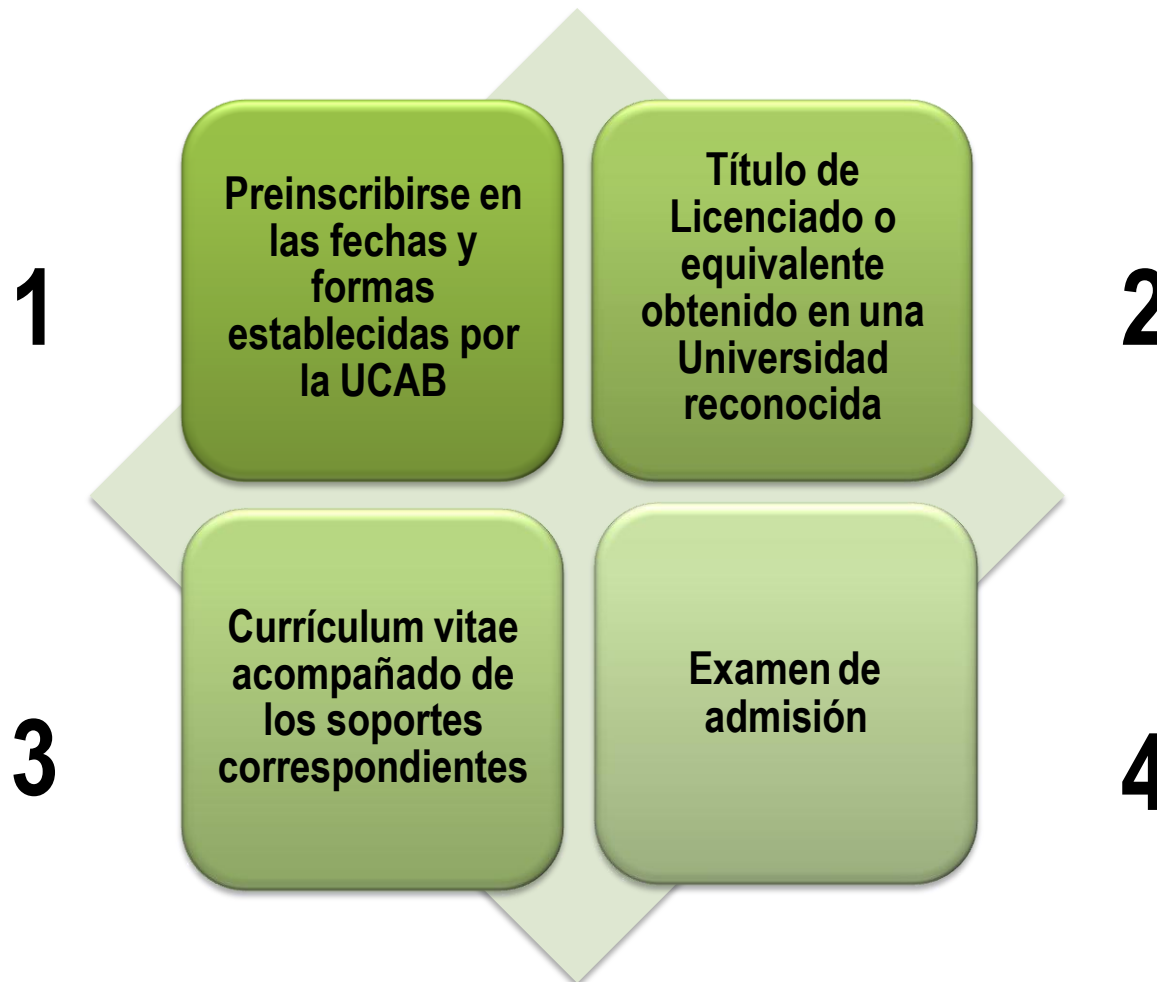 1
Preinscribirse en
las fechas y
formas
establecidas por
la UCAB
Título de
Licenciado o
equivalente
obtenido en una
Universidad
reconocida
2
3
Currículum vitae
acompañado de
los soportes
correspondientes
Examen de
admisión
4